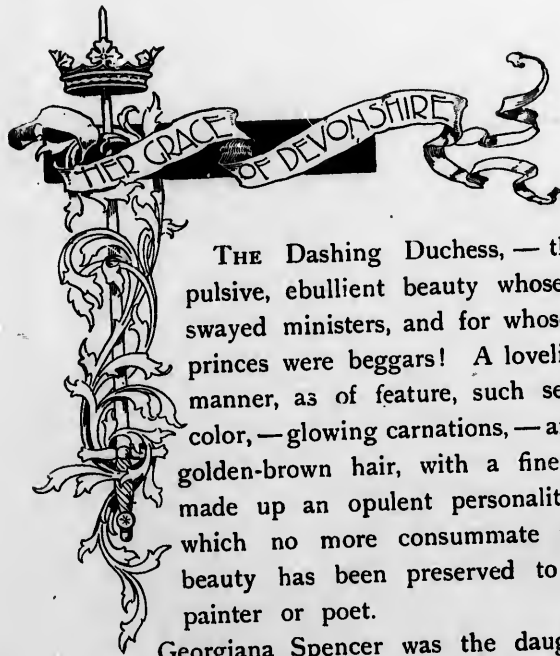 HER GRACE OF DEVONSHIRE
THE Dashing Duchess, — th
pulsive, ebullient beauty whose
swayed ministers, and for whos
princes were beggars! A loveli
manner, as of feature, such se
color, — glowing carnations, — a
golden-brown hair, with a fine
made up an opulent personalit
which no more consummate
beauty has been preserved to
painter or poet.
Georgiana Spencer was the daug